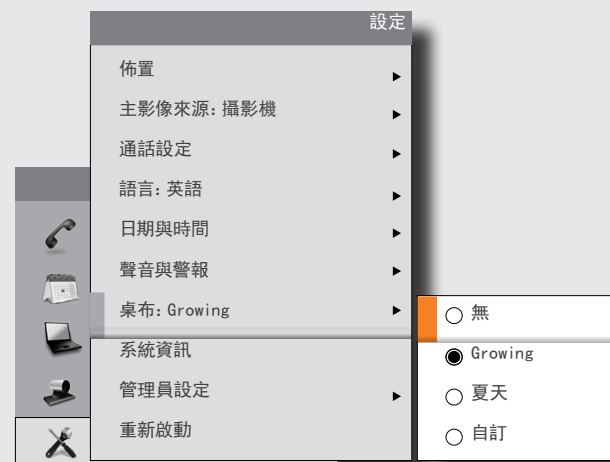 設定
佈置
主影像來源: 攝影機
通話設定
語言: 英語
日期與時間
聲音與警報
桌布: Growing
系統資訊
管理員設定
重新啟動
無
Growing
夏天
自訂